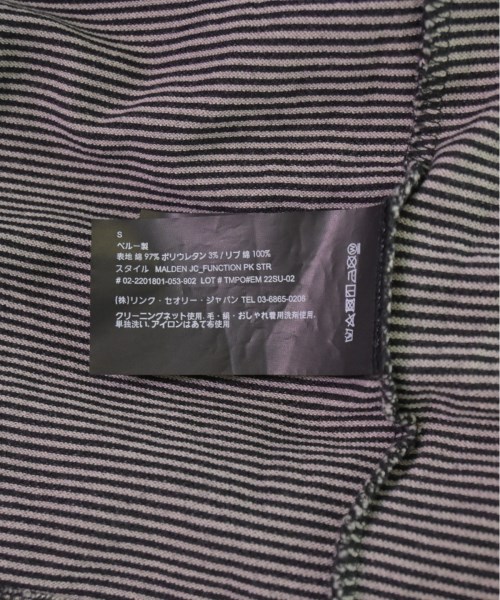 S
ペルー製
表地 綿 97% ポリウレタン 3% / リブ 綿 100%
スタイル MALDEN JC_FUNCTION PK STR
# 02-2201801-053-902 LOT # TMPO#EM 22SU-02
(株)リンク・セオリー・ジャパン TEL 03-6865-0206
クリーニングネット使用. 毛・絹・おしゃれ着用洗剤使用.
単独洗い. アイロンはあて布使用